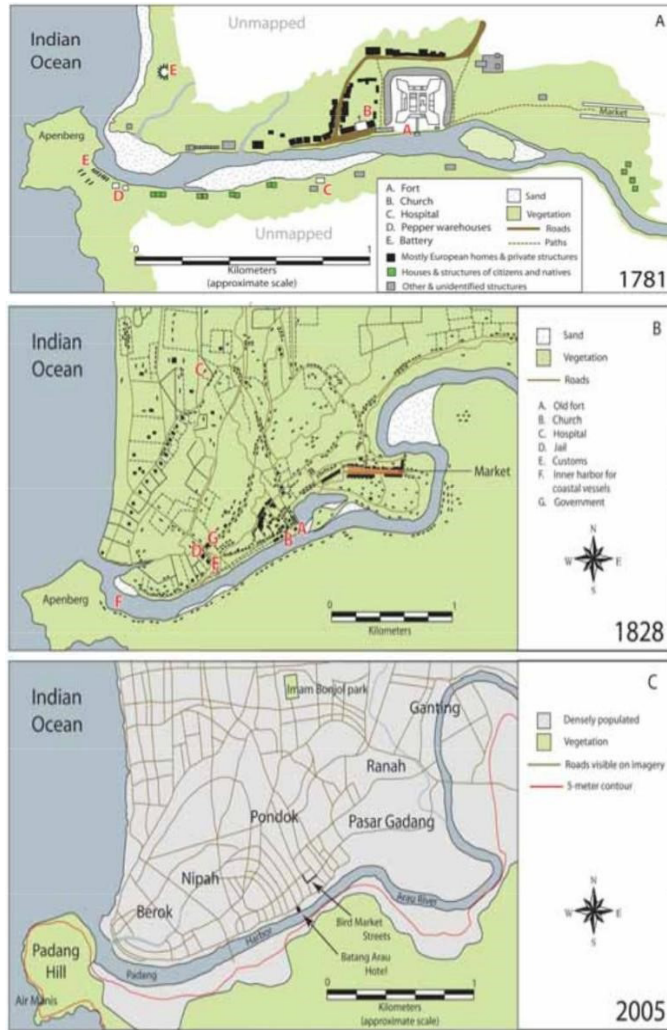 Indian
Ocean
Unmapped
A
E
Apenberg
E
B
A
Market
D
C
Unmapped
0
1
Kilometers
(approximate scale)
A. Fort
B. Church
C. Hospital
D. Pepper warehouses
E. Battery
Sand
Vegetation
Roads
Paths
Mostly European homes & private structures
Houses & structures of citizens and natives
Other & unidentified structures
1781
Indian
Ocean
B
C
Sand
Vegetation
Roads
A. Old fort
B. Church
C. Hospital
D. Jail
E. Customs
F. Inner harbor for
coastal vessels
G. Government
Market
A
B
G
D
E
Apenberg
F
0
1
Kilometers
N
W
E
S
1828
Indian
Ocean
C
Imam Bonjol park
Ganting
Densely populated
Vegetation
Roads visible on imagery
5-meter contour
Ranah
Pondok
Pasar Gadang
Nipah
Berok
Arau River
Bird Market
Streets
Harbor
Batang Arau
Hotel
Padang
Padang
Hill
Air Manis
0
1
Kilometers
(approximate scale)
N
W
E
S
2005